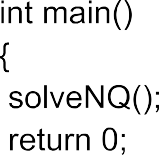 int main()
{
solveNQ();
return 0;